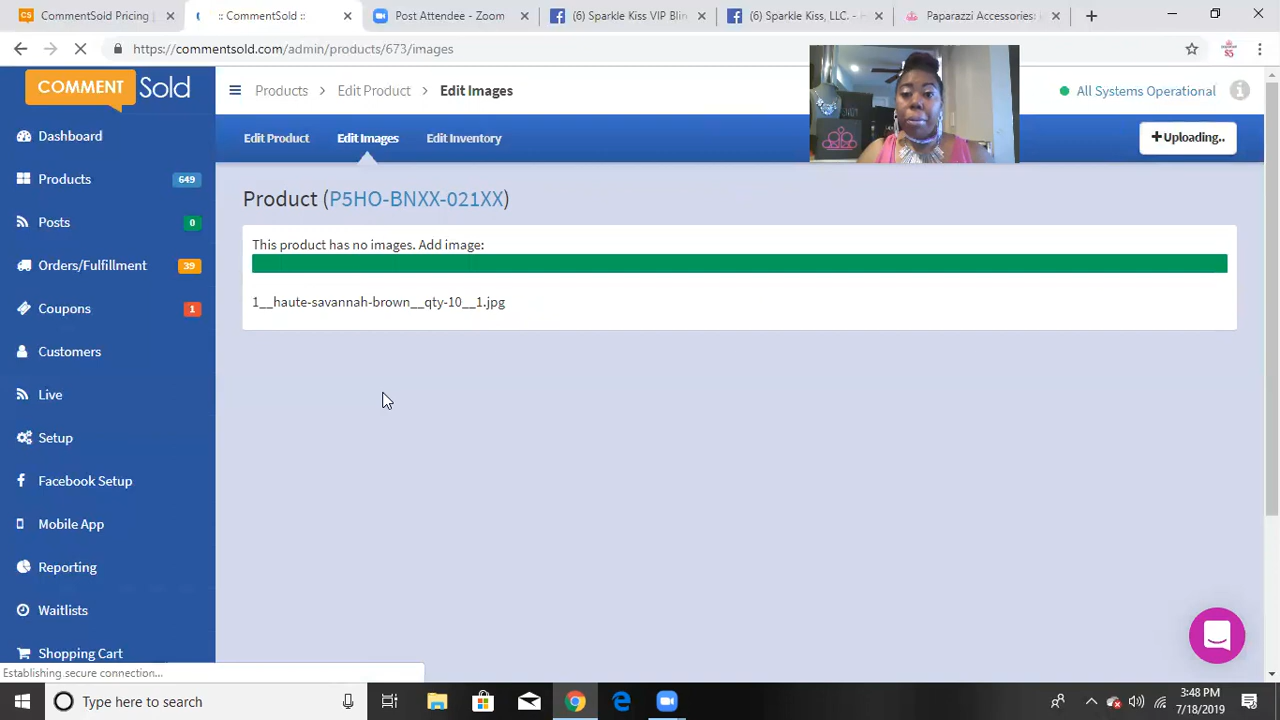 CommentSold Pricing
:: CommentSold ::
Post Attendee - Zoom
(6) Sparkle Kiss VIP Blin
(6) Sparkle Kiss, LLC. - H
Paparazzi Accessories:
https://commentsold.com/admin/products/673/images
COMMENT Sold
Products > Edit Product > Edit Images
All Systems Operational
Edit Product
Edit Images
Edit Inventory
+Uploading..
Dashboard
Products 649
Posts 0
Orders/Fulfillment 39
Coupons 1
Customers
Live
Setup
Facebook Setup
Mobile App
Reporting
Waitlists
Shopping Cart
Product (P5HO-BNXX-021XX)
This product has no images. Add image:
1__haute-savannah-brown__qty-10__1.jpg
Establishing secure connection...
Type here to search
3:48 PM
7/18/2019